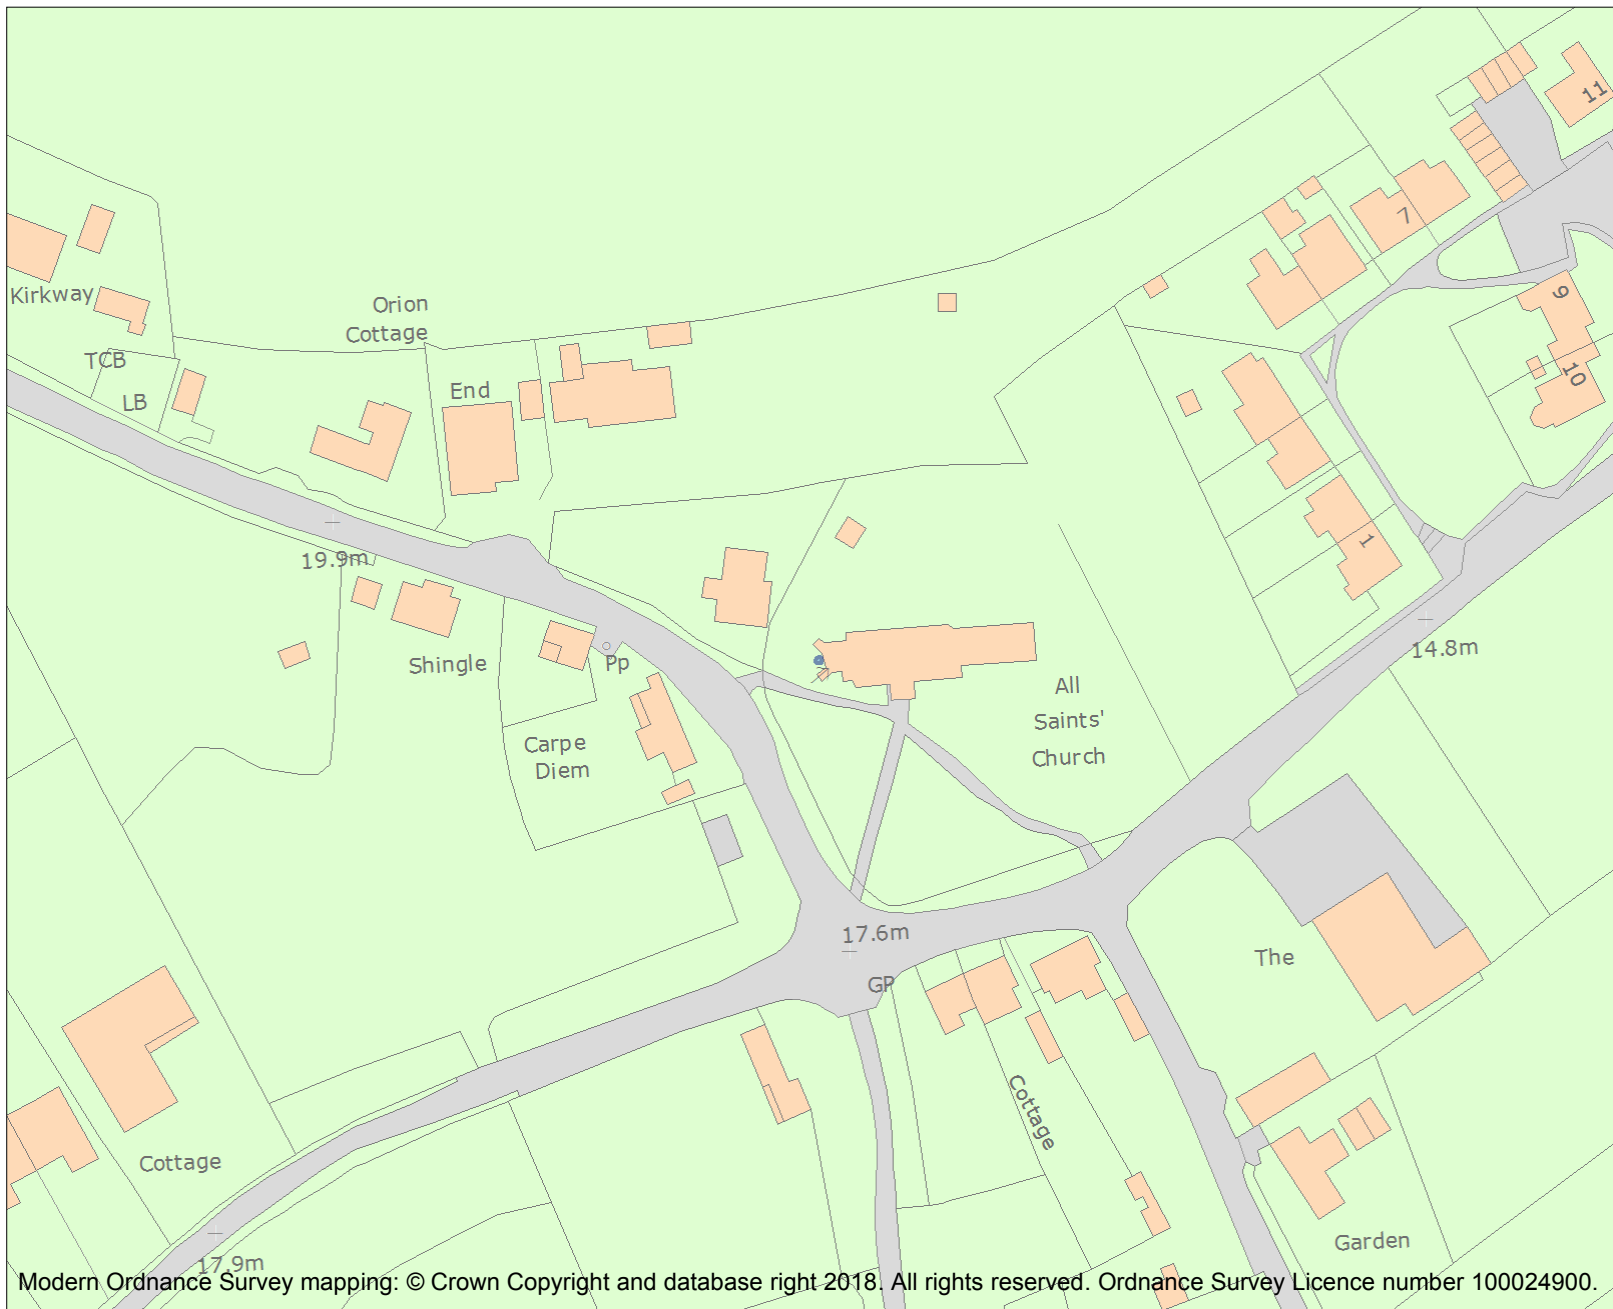 11
7
Kirkway
9
Orion
Cottage
TCB
10
End
LB
1
19.9m
14.8m
Shingle
Pp
All
Saints'
Church
Carpe
Diem
17.6m
The
GP
Cottage
Cottage
Garden
17.9m
Modern Ordnance Survey mapping: © Crown Copyright and database right 2018. All rights reserved. Ordnance Survey Licence number 100024900.